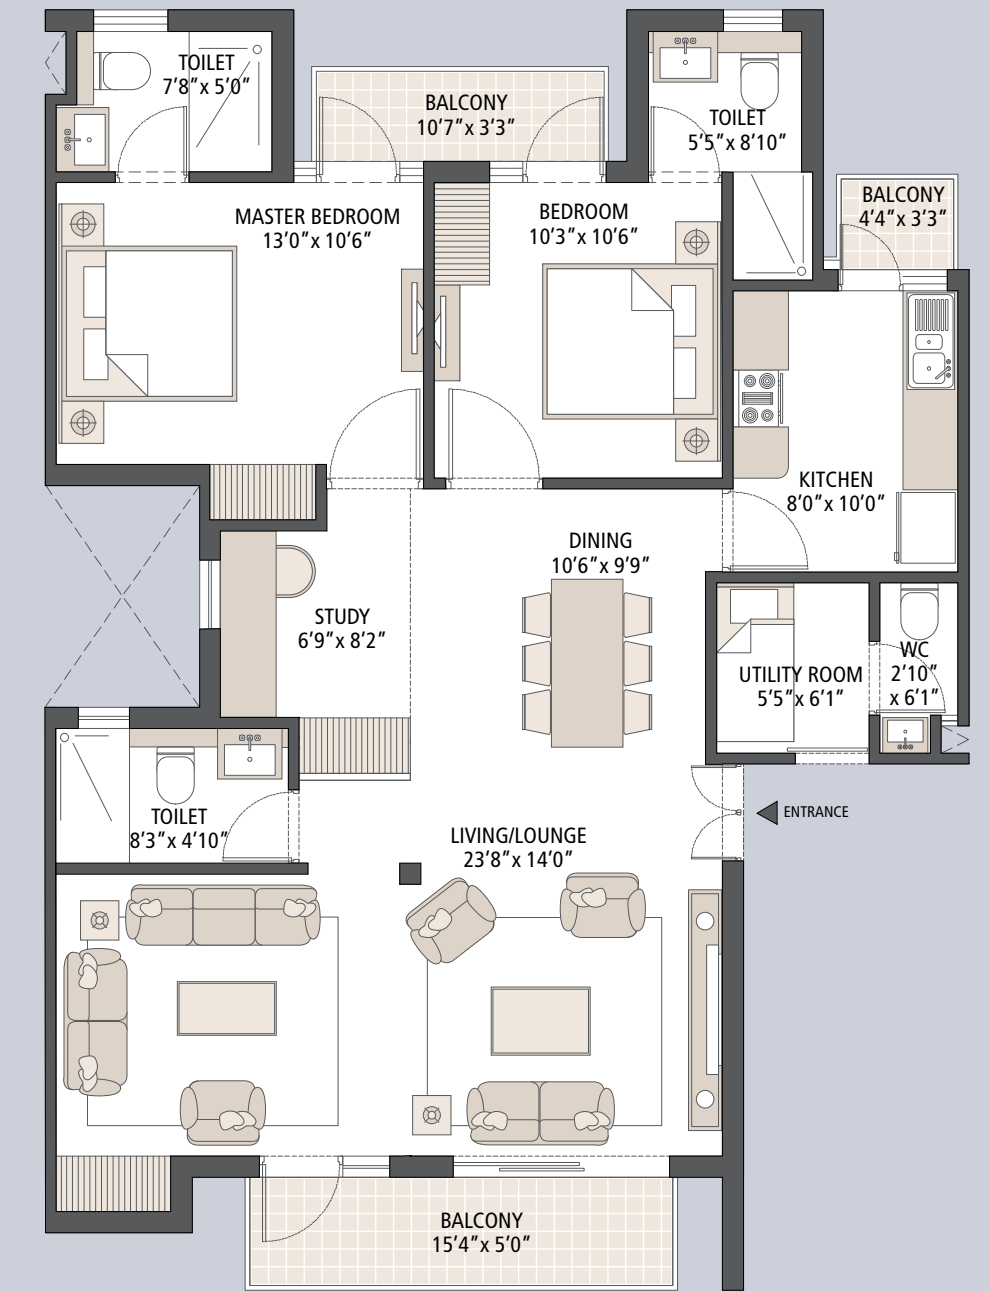 TOILET
7’8” x 5’0”
BALCONY
10’7” x 3’3”
TOILET
5’5” x 8’10”
BALCONY
4’4” x 3’3”
MASTER BEDROOM
13’0” x 10’6”
BEDROOM
10’3” x 10’6”
KITCHEN
8’0” x 10’0”
DINING
10’6” x 9’9”
STUDY
6’9” x 8’2”
UTILITY ROOM
5’5” x 6’1”
WC
2’10”
x 6’1”
TOILET
8’3” x 4’10”
ENTRANCE
LIVING/LOUNGE
23’8” x 14’0”
BALCONY
15’4” x 5’0”